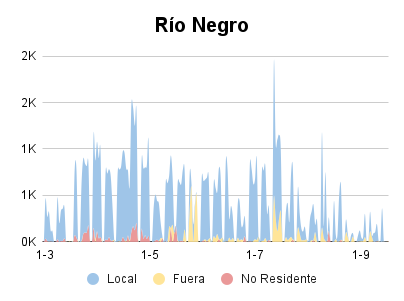 Río Negro
2K
2K
1K
1K
0K
1-3 1-5 1-7 1-9
Local Fuera No Residente